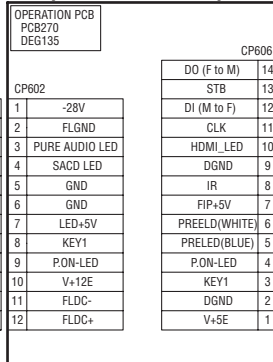 OPERATION PCB
PCB270
DEG135
CP606
CP602
1 -28V
2 FLGND
3 PURE AUDIO LED
4 SACD LED
5 GND
6 GND
7 LED+5V
8 KEY1
9 P.ON-LED
10 V+12E
11 FLDC-
12 FLDC+
DO (F to M) 14
STB 13
DI (M to F) 12
CLK 11
HDMI_LED 10
DGND 9
IR 8
FIP+5V 7
PREELD(WHITE) 6
PRELED(BLUE) 5
P.ON-LED 4
KEY1 3
DGND 2
V+5E 1